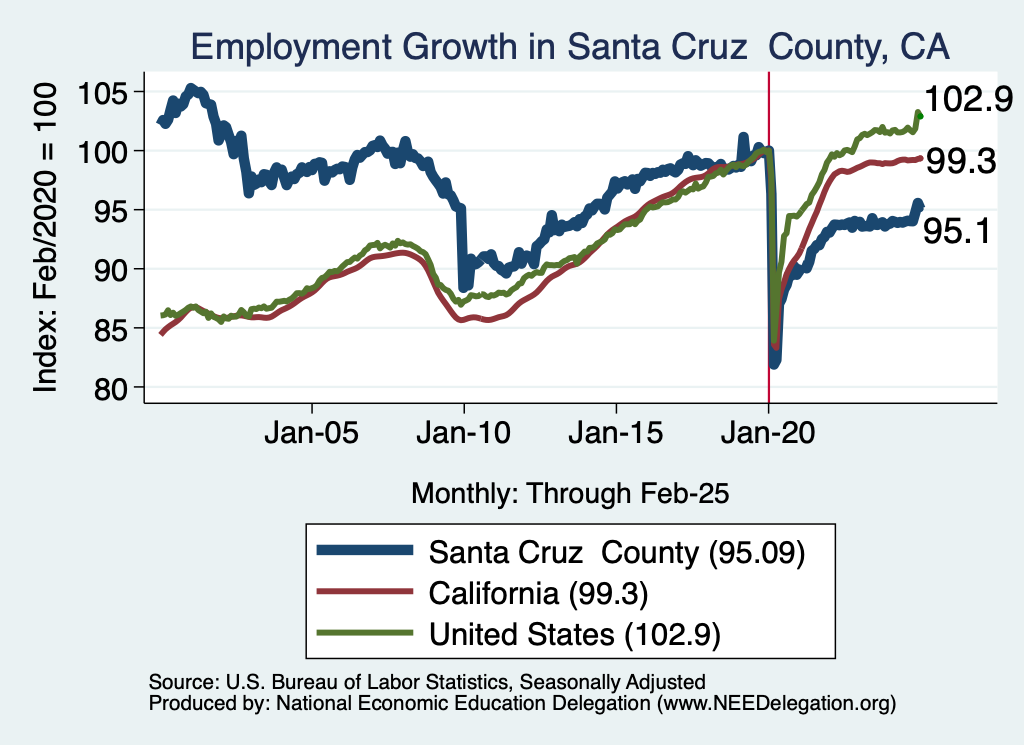 Employment Growth in Santa Cruz  County, CA
Index: Feb/2020 = 100
105
100
95
90
85
80
102.9
99.3
95.1
Jan-05 Jan-10 Jan-15 Jan-20
Monthly: Through Feb-25
Santa Cruz  County (95.09)
California (99.3)
United States (102.9)
Source: U.S. Bureau of Labor Statistics, Seasonally Adjusted
Produced by: National Economic Education Delegation (www.NEEDelegation.org)